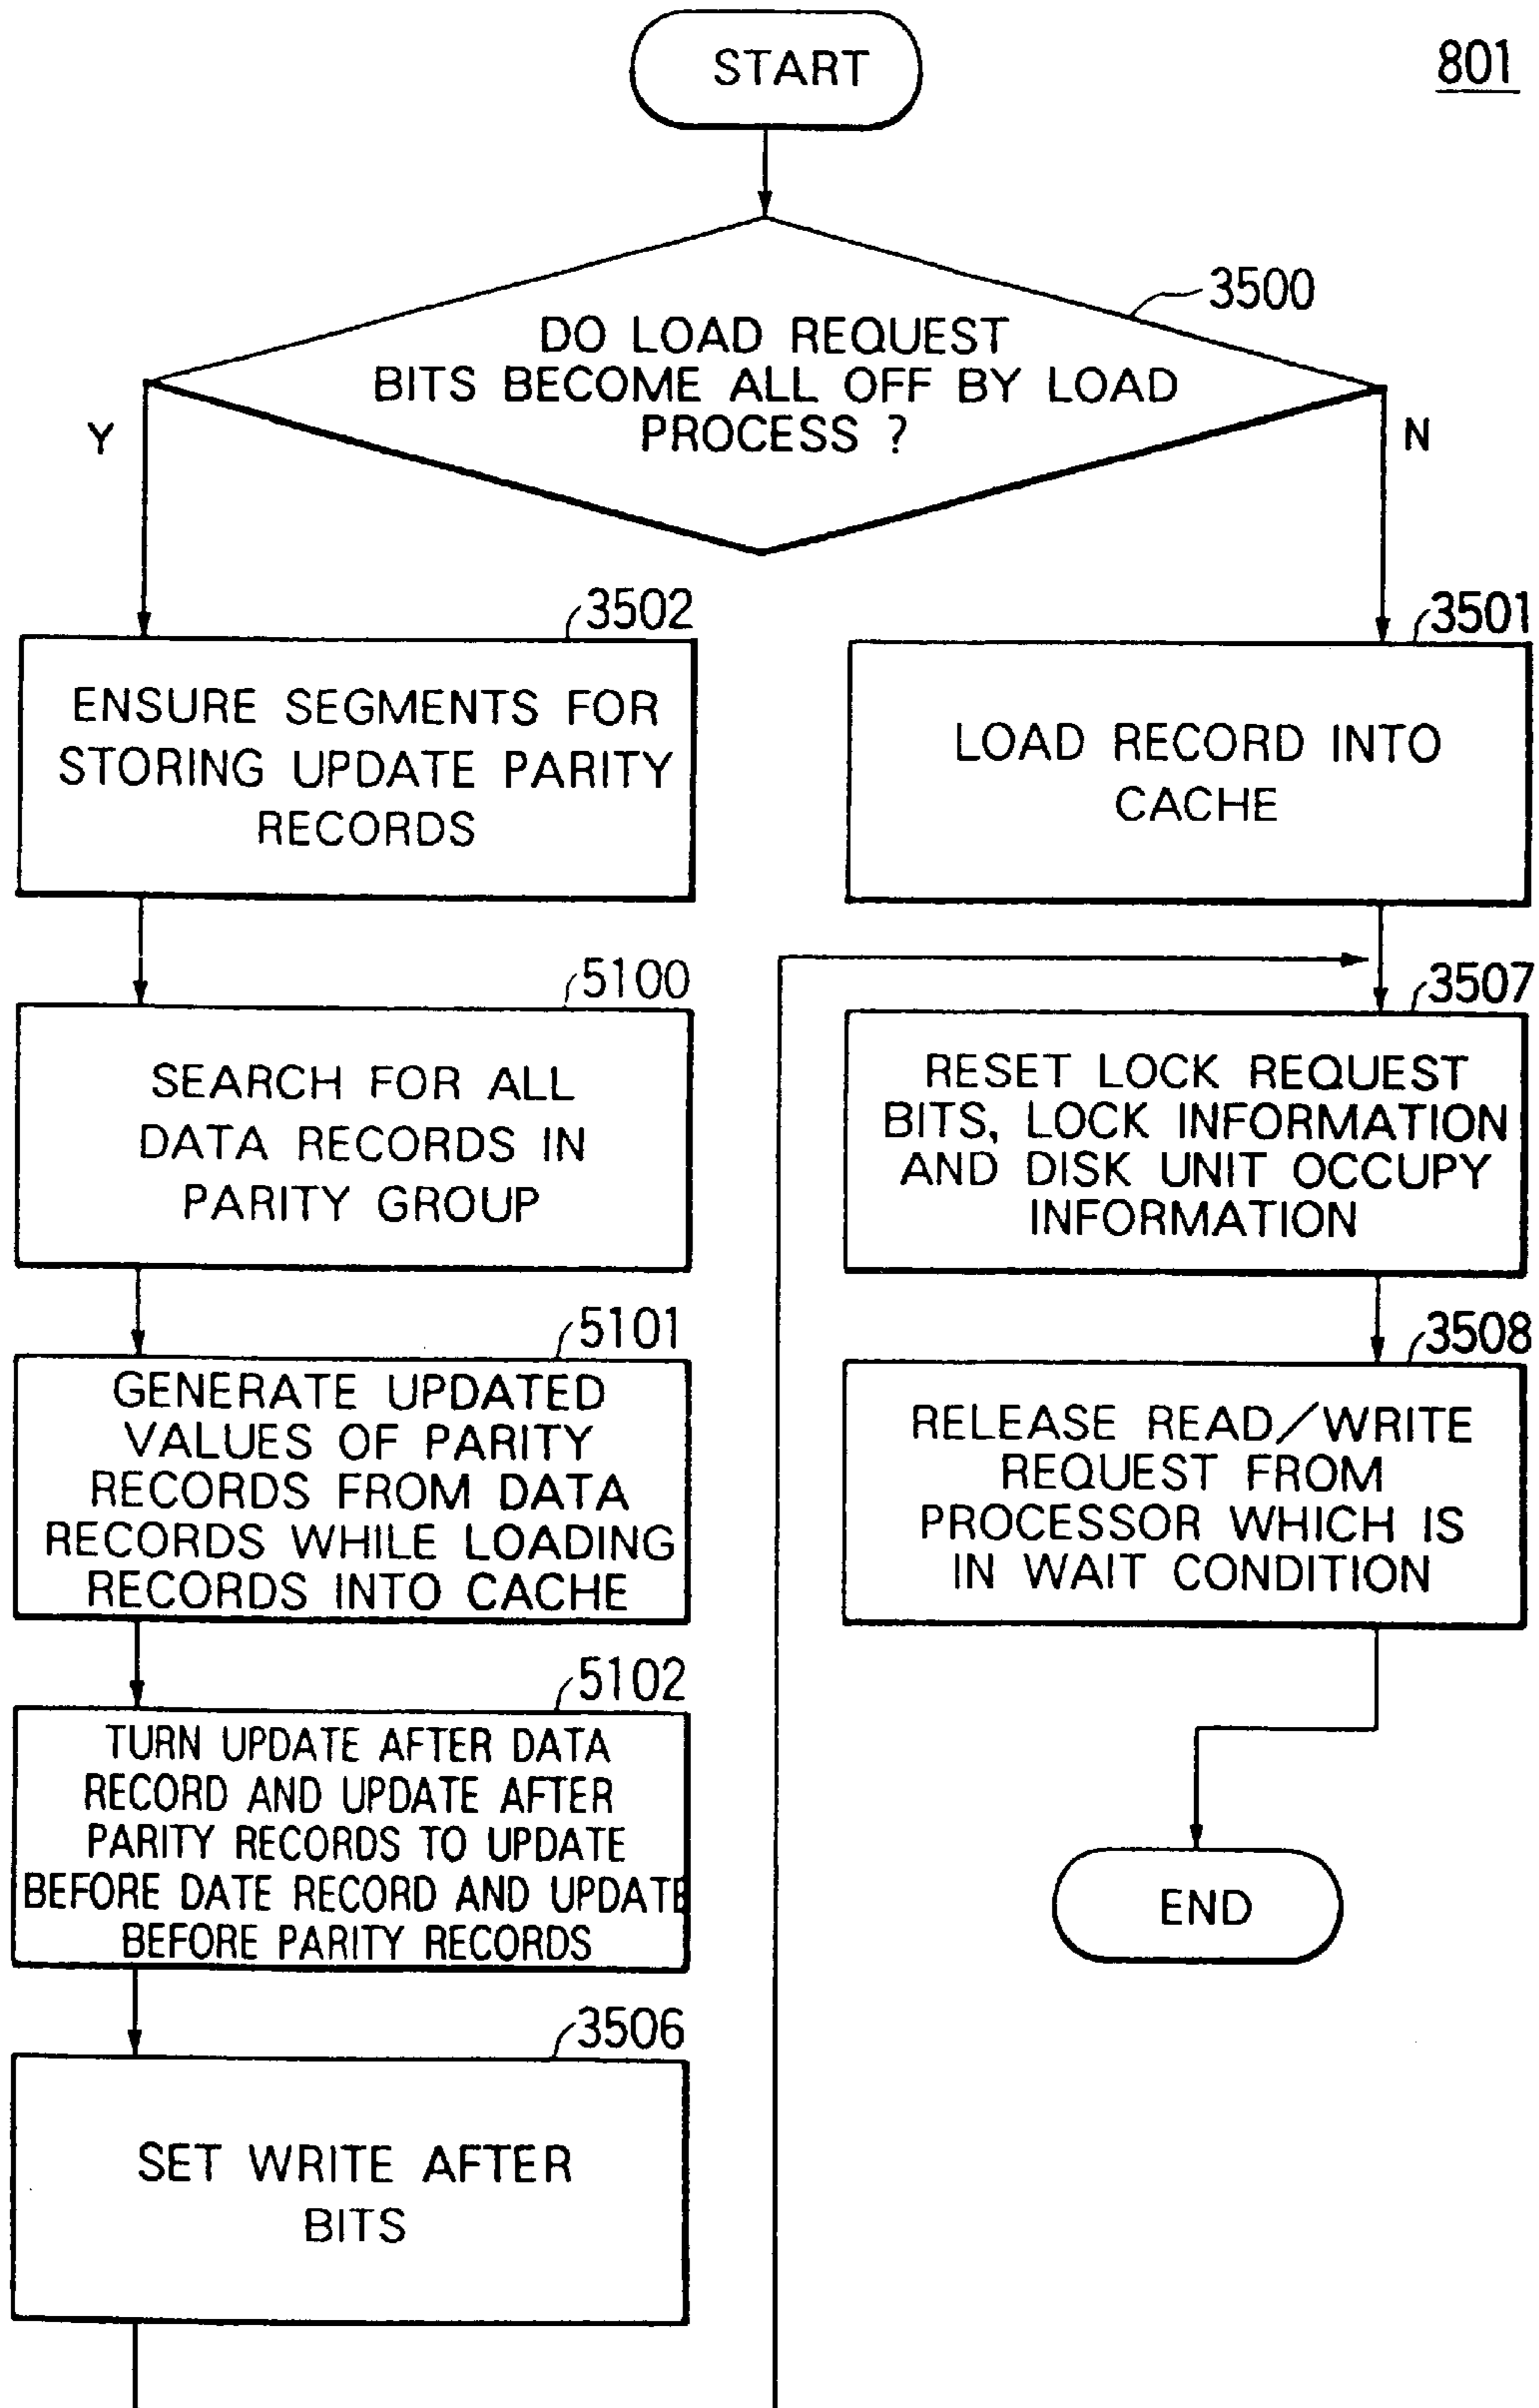 START
801
3500
DO LOAD REQUEST
BITS BECOME ALL OFF BY LOAD
PROCESS ?
Y
N
3502
ENSURE SEGMENTS FOR
STORING UPDATE PARITY
RECORDS
3501
LOAD RECORD INTO
CACHE
5100
SEARCH FOR ALL
DATA RECORDS IN
PARITY GROUP
3507
RESET LOCK REQUEST
BITS, LOCK INFORMATION
AND DISK UNIT OCCUPY
INFORMATION
5101
GENERATE UPDATED
VALUES OF PARITY
RECORDS FROM DATA
RECORDS WHILE LOADING
RECORDS INTO CACHE
3508
RELEASE READ/WRITE
REQUEST FROM
PROCESSOR WHICH IS
IN WAIT CONDITION
5102
TURN UPDATE AFTER DATA
RECORD AND UPDATE AFTER
PARITY RECORDS TO UPDATE
BEFORE DATE RECORD AND UPDATE
BEFORE PARITY RECORDS
END
3506
SET WRITE AFTER
BITS